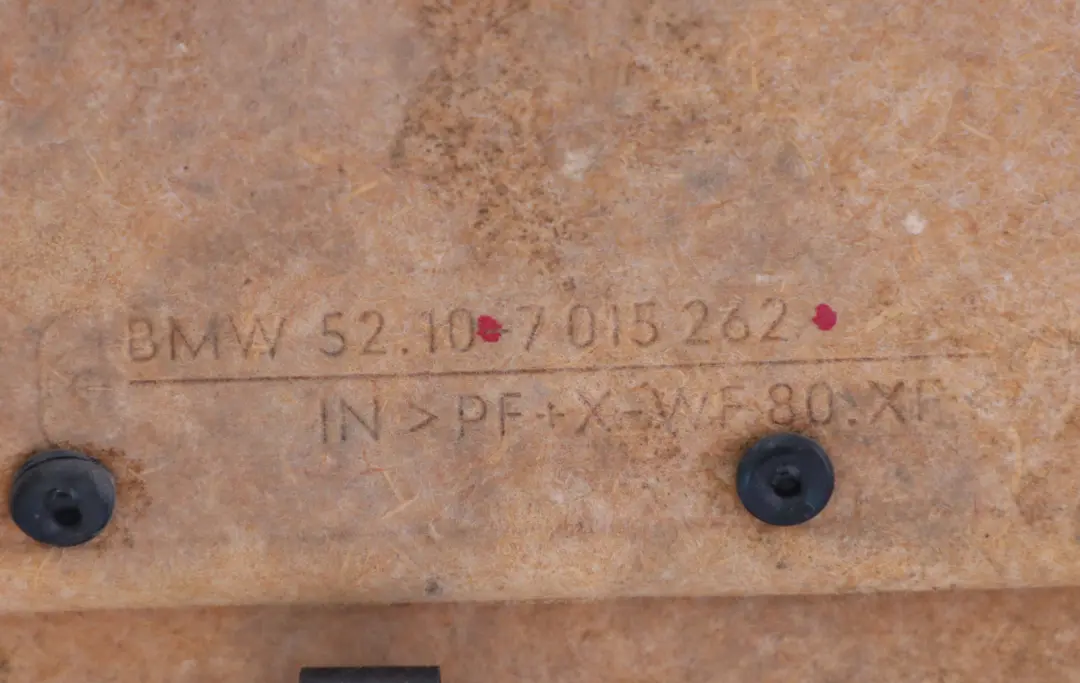 BMW 52.10-7 015 262
IN >PF+X-WF 80.XF